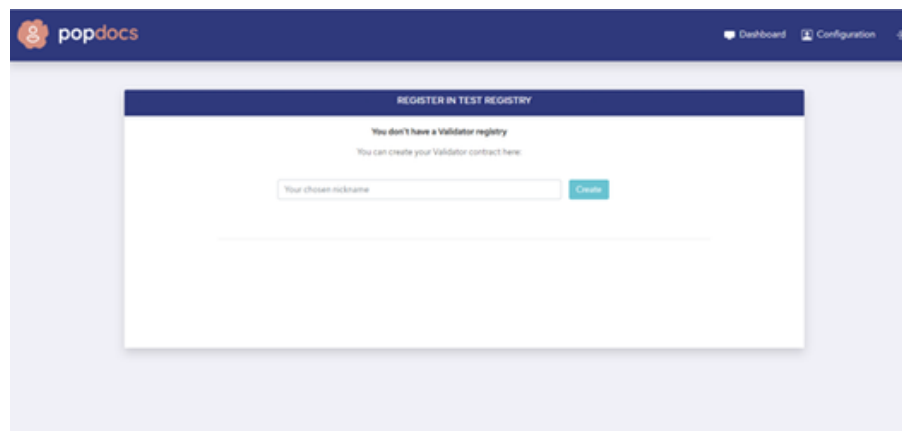 popdocs
Dashboard Configuration
REGISTER IN TEST REGISTRY
You don't have a Validator registry
You can create your Validator contract here:
Your chosen nickname Create